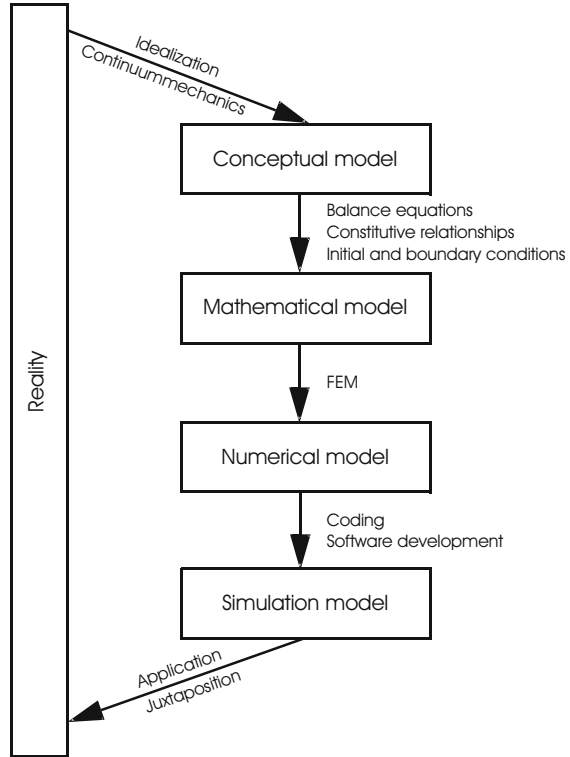 Idealization
Continuummechanics
Conceptual model
Balance equations
Constitutive relationships
Initial and boundary conditions
Mathematical model
Reality
FEM
Numerical model
Coding
Software development
Simulation model
Application
Juxtaposition